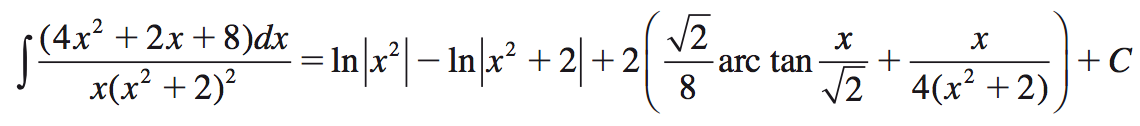 ∫ (4x² + 2x + 8)dx / x(x² + 2)² = ln|x²| − ln|x² + 2| + 2( √2/8 arc tan x/√2 + x/4(x² + 2) ) + C